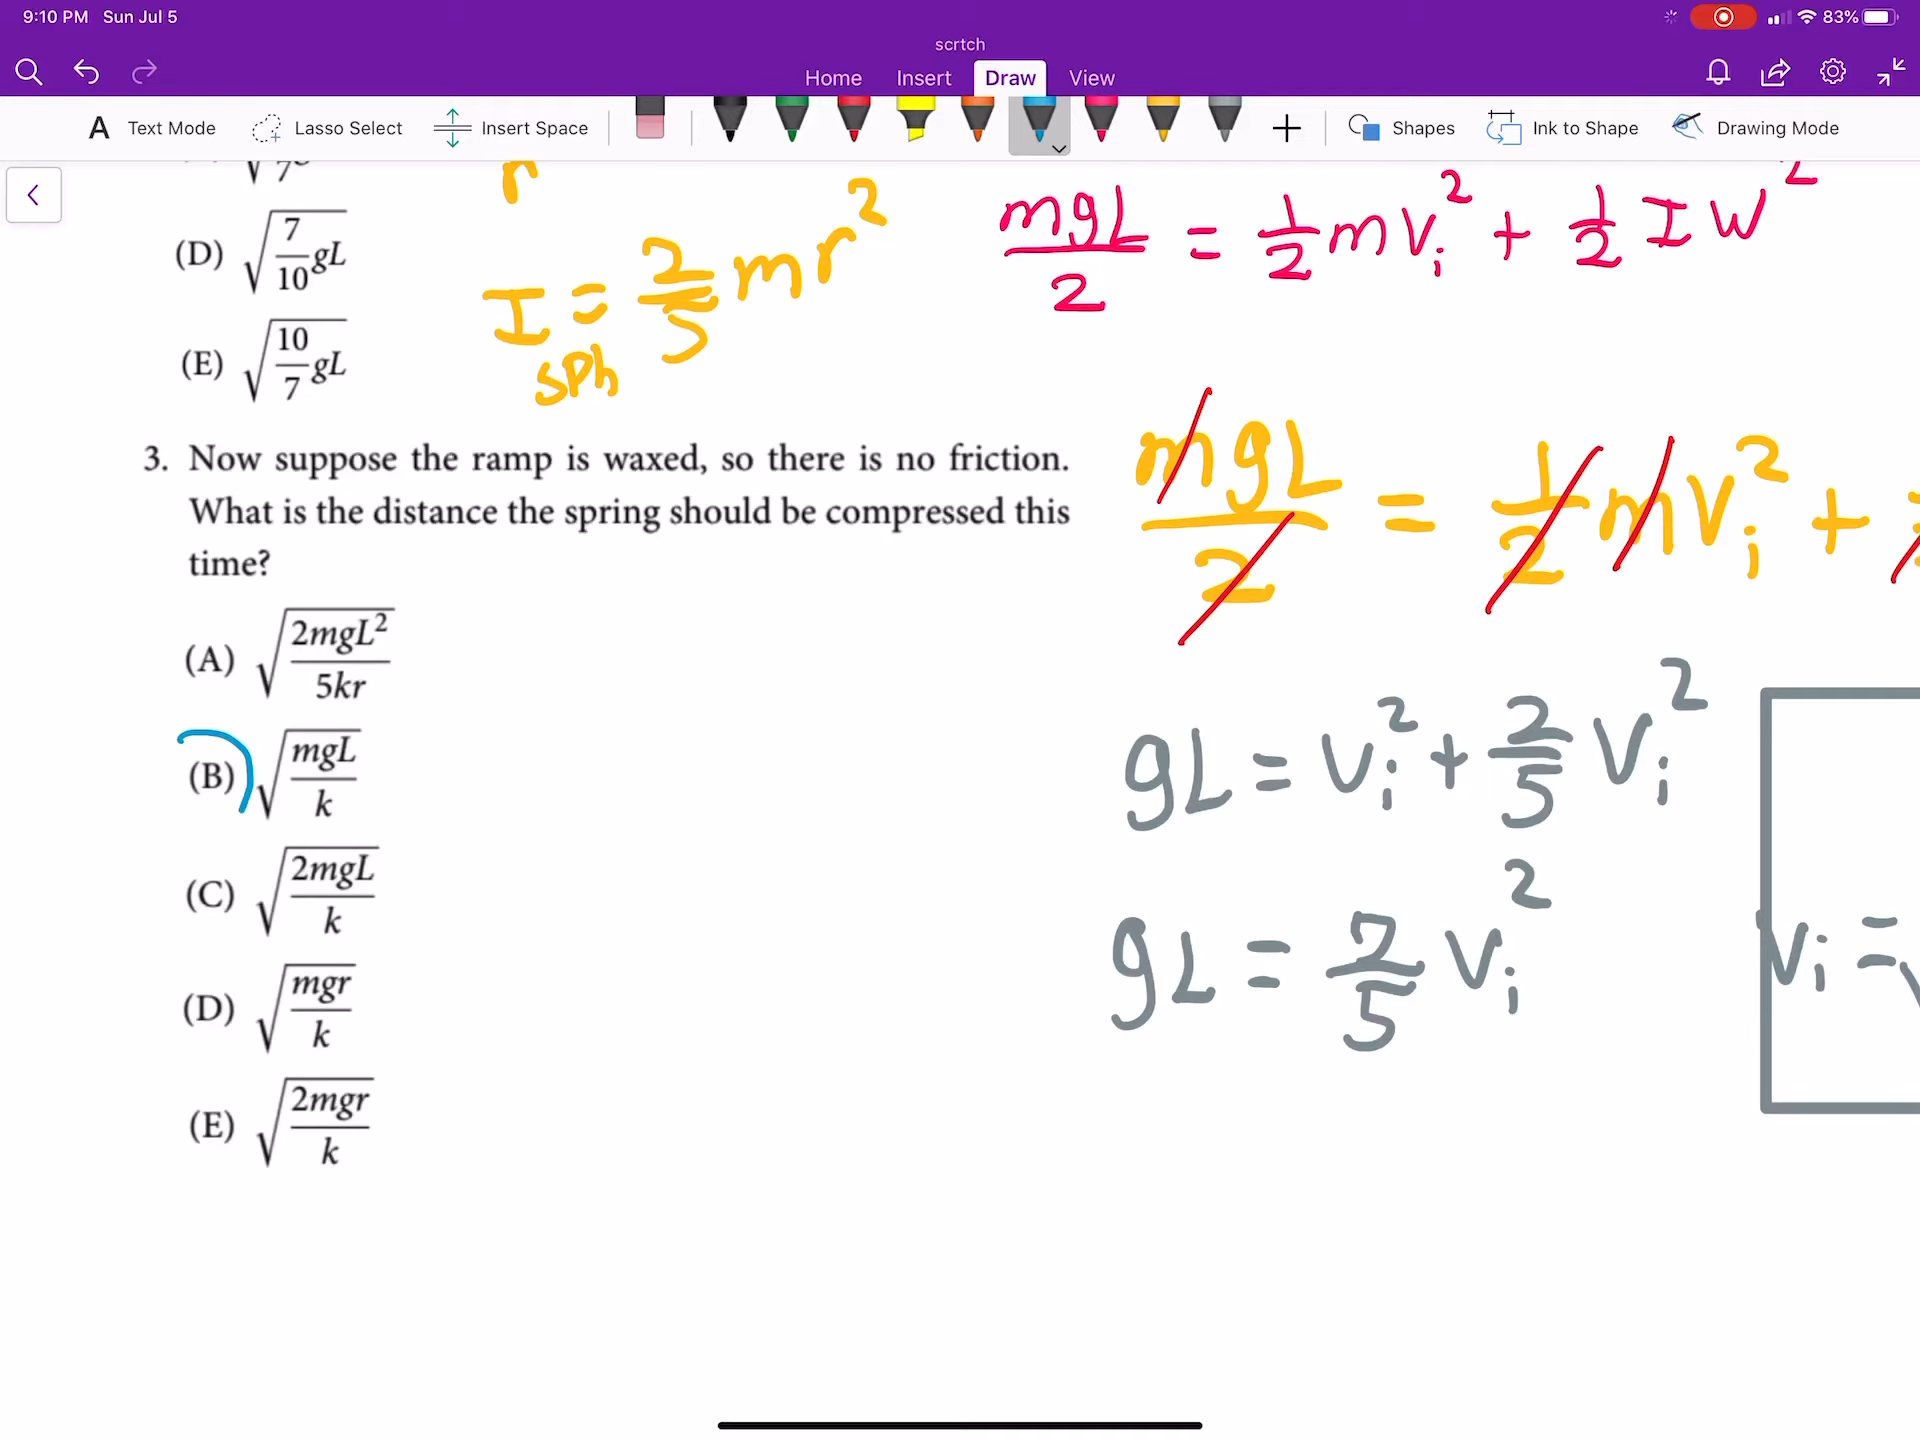 9:10 PM Sun Jul 5
83%
scrtch
Home Insert Draw View
A Text Mode Lasso Select Insert Space Shapes Ink to Shape Drawing Mode
r
(D) √(7/10 gL)
I sph = 2/5 mr²
mgL/2 = 1/2 mVi² + 1/2 I W²
(E) √(10/7 gL)
3. Now suppose the ramp is waxed, so there is no friction.
What is the distance the spring should be compressed this
time?
mgL/2 = 1/2 mVi² +
(A) √(2mgL²/5kr)
(B) √(mgL/k)
gL = Vi² + 2/5 Vi²
(C) √(2mgL/k)
gL = 7/5 Vi²
Vi =
(D) √(mgr/k)
(E) √(2mgr/k)